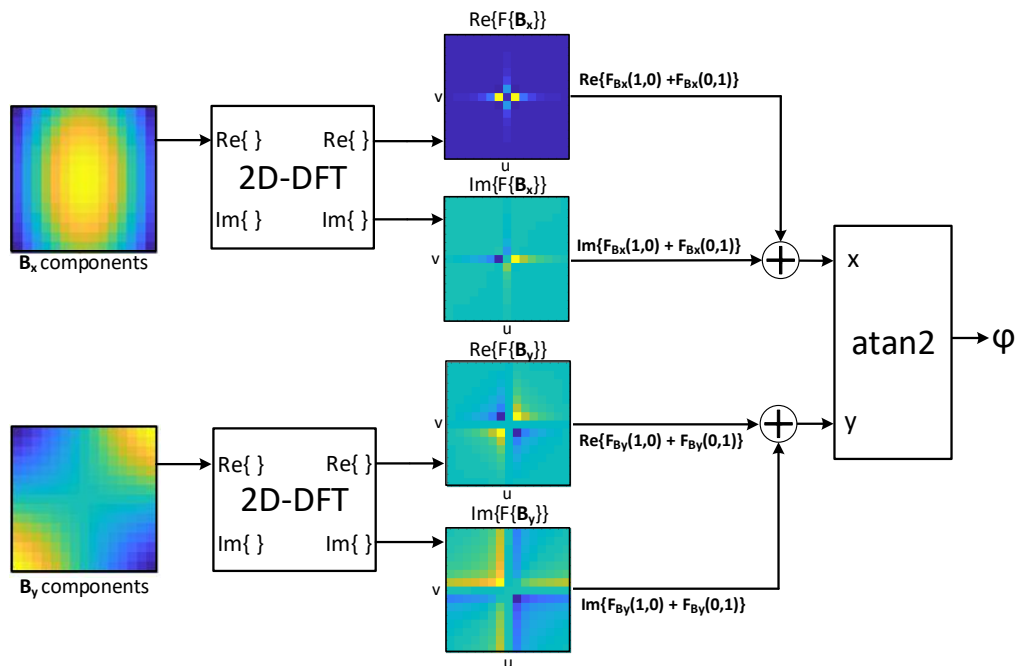 Re{F{Bx}}
v
u
Re{FBx(1,0) +FBx(0,1)}
Bx components
Re{ }
Re{ }
2D-DFT
Im{ }
Im{ }
Im{F{Bx}}
v
u
Im{FBx(1,0) + FBx(0,1)}
x
atan2
y
φ
Re{F{By}}
v
u
Re{FBy(1,0) + FBy(0,1)}
By components
Re{ }
Re{ }
2D-DFT
Im{ }
Im{ }
Im{F{By}}
v
u
Im{FBy(1,0) + FBy(0,1)}